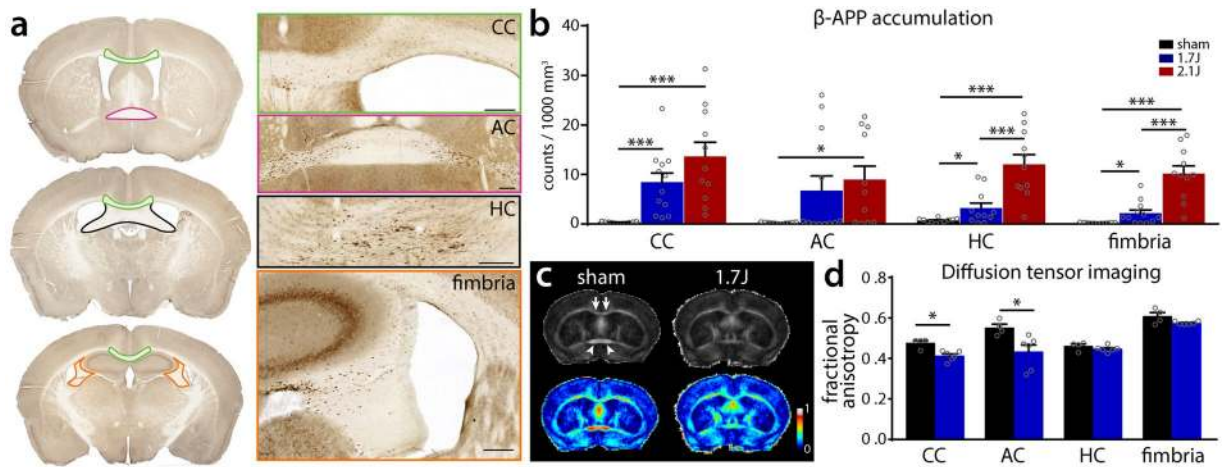 a
CC
AC
HC
fimbria
b
β-APP accumulation
sham
1.7J
2.1J
counts / 1000 mm³
40
30
20
10
0
***
***
*
***
*
***
***
*
***
CC
AC
HC
fimbria
c
sham
1.7J
1
0
d
Diffusion tensor imaging
fractional
anisotropy
0.8
0.6
0.4
0.2
0.0
*
*
CC
AC
HC
fimbria